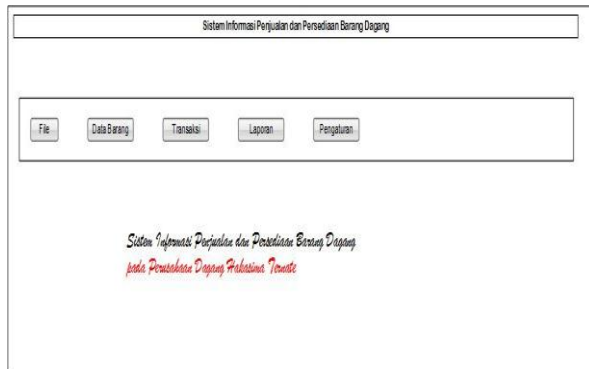 Sistem Informasi Penjualan dan Persediaan Barang Dagang
File Data Barang Transaksi Laporan Pengaturan
Sistem Informasi Penjualan dan Persediaan Barang Dagang
pada Perusahaan Dagang Hakasima Ternate